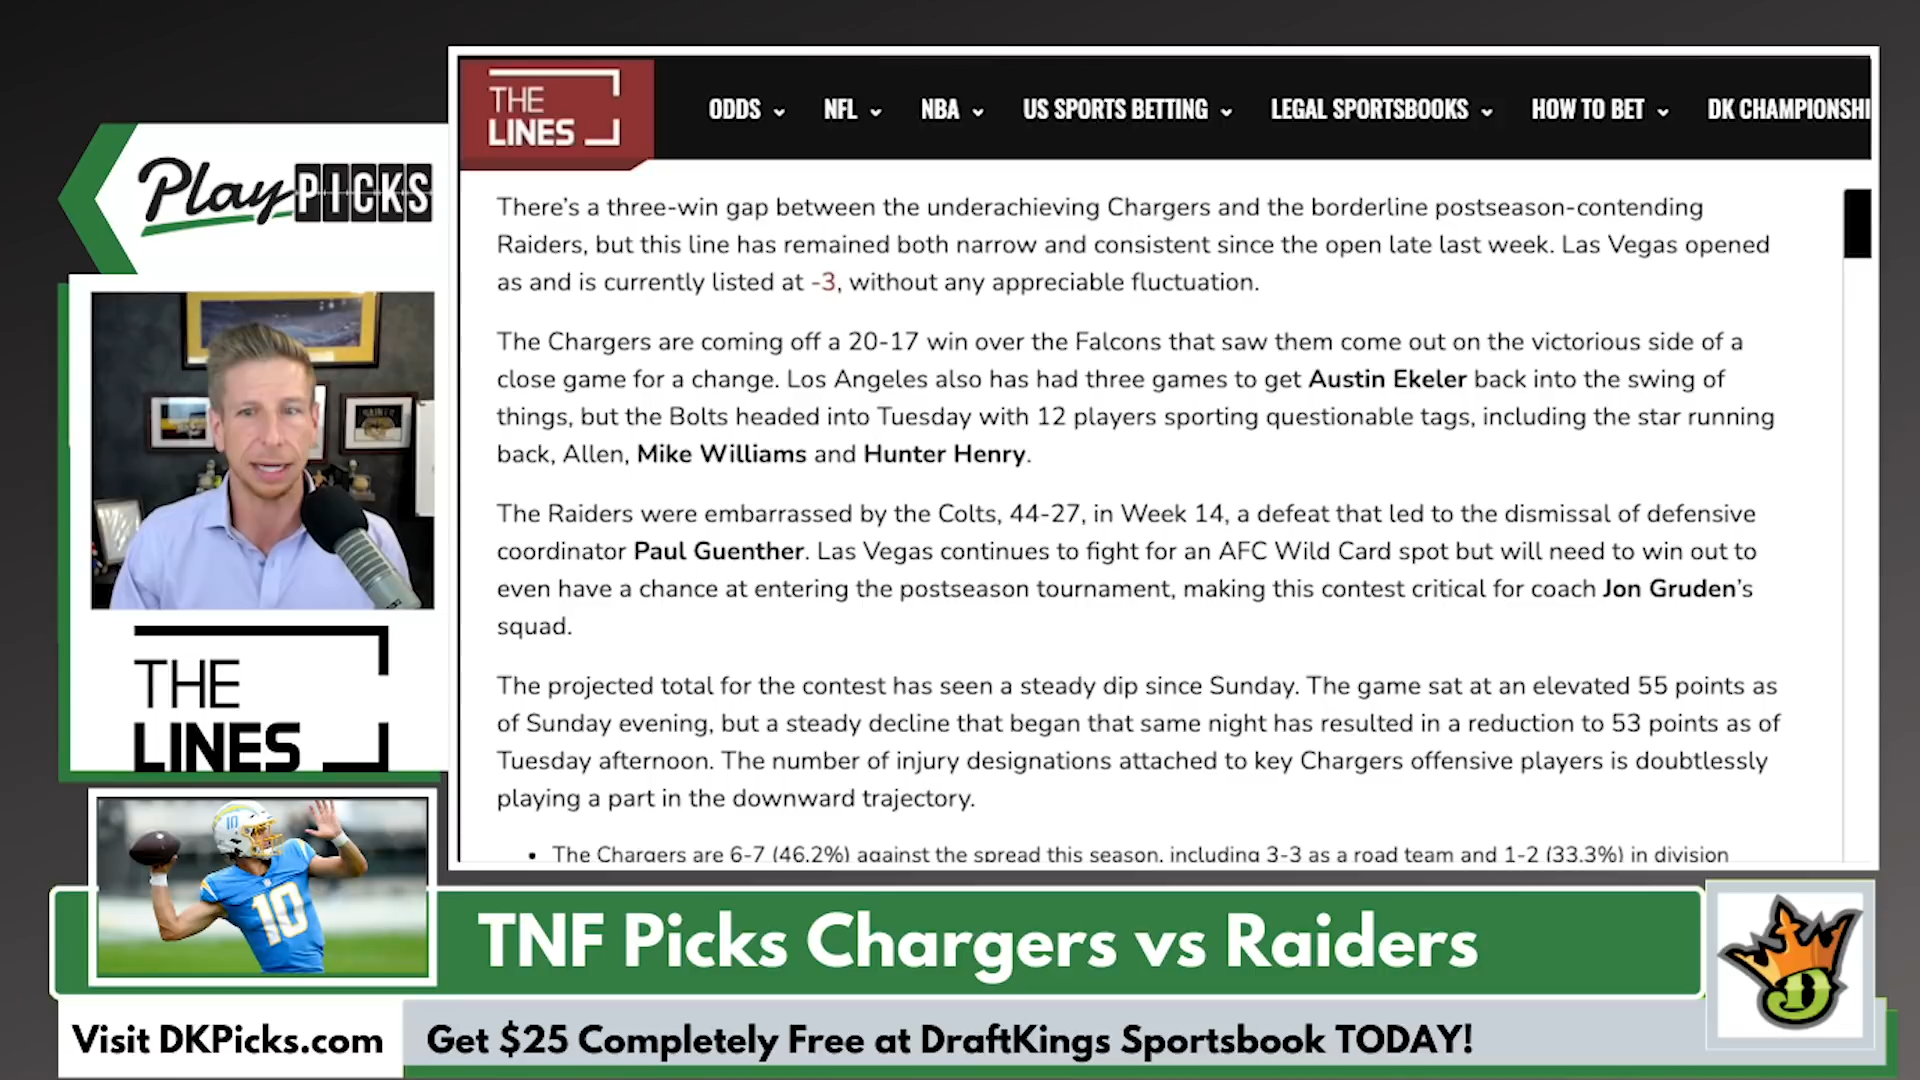 THE
LINES
ODDS
NFL
NBA
US SPORTS BETTING
LEGAL SPORTSBOOKS
HOW TO BET
DK CHAMPIONSHI
Play PICKS
There's a three-win gap between the underachieving Chargers and the borderline postseason-contending
Raiders, but this line has remained both narrow and consistent since the open late last week. Las Vegas opened
as and is currently listed at -3, without any appreciable fluctuation.
The Chargers are coming off a 20-17 win over the Falcons that saw them come out on the victorious side of a
close game for a change. Los Angeles also has had three games to get Austin Ekeler back into the swing of
things, but the Bolts headed into Tuesday with 12 players sporting questionable tags, including the star running
back, Allen, Mike Williams and Hunter Henry.
The Raiders were embarrassed by the Colts, 44-27, in Week 14, a defeat that led to the dismissal of defensive
coordinator Paul Guenther. Las Vegas continues to fight for an AFC Wild Card spot but will need to win out to
even have a chance at entering the postseason tournament, making this contest critical for coach Jon Gruden's
squad.
The projected total for the contest has seen a steady dip since Sunday. The game sat at an elevated 55 points as
of Sunday evening, but a steady decline that began that same night has resulted in a reduction to 53 points as of
Tuesday afternoon. The number of injury designations attached to key Chargers offensive players is doubtlessly
playing a part in the downward trajectory.
• The Chargers are 6-7 (46.2%) against the spread this season, including 3-3 as a road team and 1-2 (33.3%) in division
SAINTS
THE
LINES
10
10
TNF Picks Chargers vs Raiders
D
Visit DKPicks.com
Get $25 Completely Free at DraftKings Sportsbook TODAY!